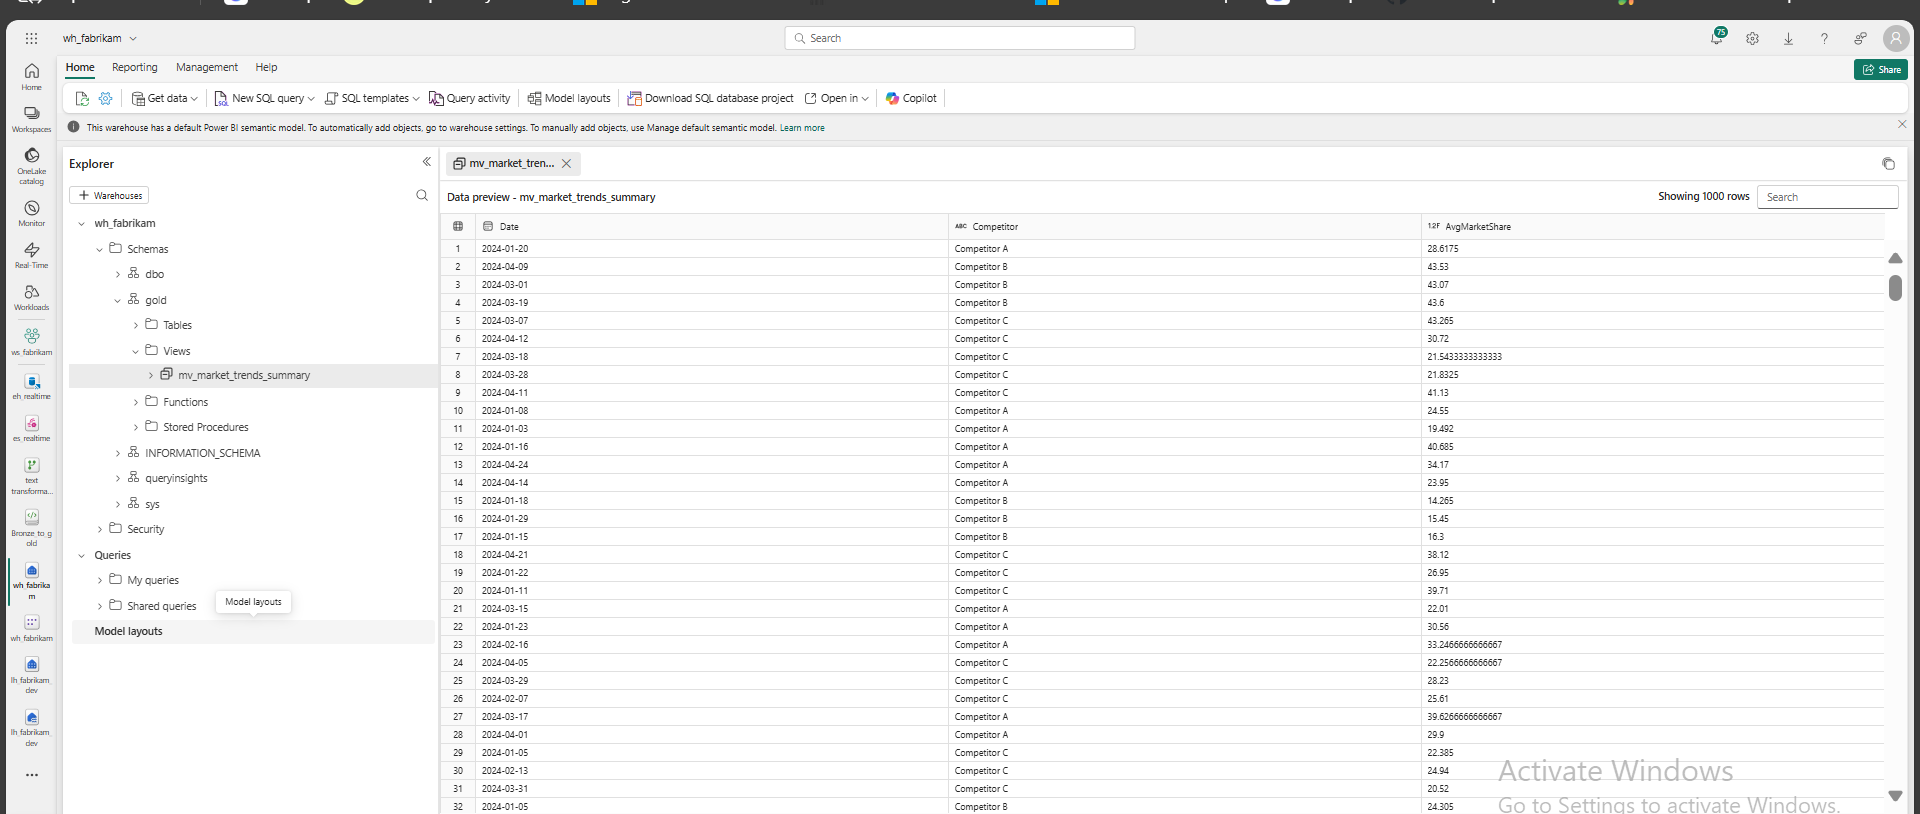 wh_fabrikam
Search
75
Home Reporting Management Help
Share
Get data New SQL query SQL templates Query activity Model layouts Download SQL database project Open in Copilot
This warehouse has a default Power BI semantic model. To automatically add objects, go to warehouse settings. To manually add objects, use Manage default semantic model. Learn more
Home
Workspaces
OneLake
catalog
Monitor
Real-Time
Workloads
ws_fabrikam
eh_realtime
es_realtime
text
transforma...
Bronze_to_g
old
wh_fabrika
m
wh_fabrikam
lh_fabrikam_
dev
lh_fabrikam_
dev
Explorer
+ Warehouses
wh_fabrikam
Schemas
dbo
gold
Tables
Views
mv_market_trends_summary
Functions
Stored Procedures
INFORMATION_SCHEMA
queryinsights
sys
Security
Queries
My queries
Shared queries
Model layouts
Model layouts
mv_market_tren...
Data preview - mv_market_trends_summary
Showing 1000 rows
Search
Date ABC Competitor 1.2F AvgMarketShare
1 2024-01-20 Competitor A 28.6175
2 2024-04-09 Competitor B 43.53
3 2024-03-01 Competitor B 43.07
4 2024-03-19 Competitor B 43.6
5 2024-03-07 Competitor C 43.265
6 2024-04-12 Competitor C 30.72
7 2024-03-18 Competitor C 21.5433333333333
8 2024-03-28 Competitor C 21.8325
9 2024-04-11 Competitor C 41.13
10 2024-01-08 Competitor A 24.55
11 2024-01-03 Competitor A 19.492
12 2024-01-16 Competitor A 40.685
13 2024-04-24 Competitor A 34.17
14 2024-04-14 Competitor A 23.95
15 2024-01-18 Competitor B 14.265
16 2024-01-29 Competitor B 15.45
17 2024-01-15 Competitor B 16.3
18 2024-04-21 Competitor C 38.12
19 2024-01-22 Competitor C 26.95
20 2024-01-11 Competitor C 39.71
21 2024-03-15 Competitor A 22.01
22 2024-01-23 Competitor A 30.56
23 2024-02-16 Competitor A 33.2466666666667
24 2024-04-05 Competitor C 22.2566666666667
25 2024-03-29 Competitor C 28.23
26 2024-02-07 Competitor C 25.61
27 2024-03-17 Competitor A 39.6266666666667
28 2024-04-01 Competitor A 29.9
29 2024-01-05 Competitor C 22.385
30 2024-02-13 Competitor C 24.94
31 2024-03-31 Competitor C 20.52
32 2024-01-05 Competitor B 24.305
Activate Windows
Go to Settings to activate Windows.